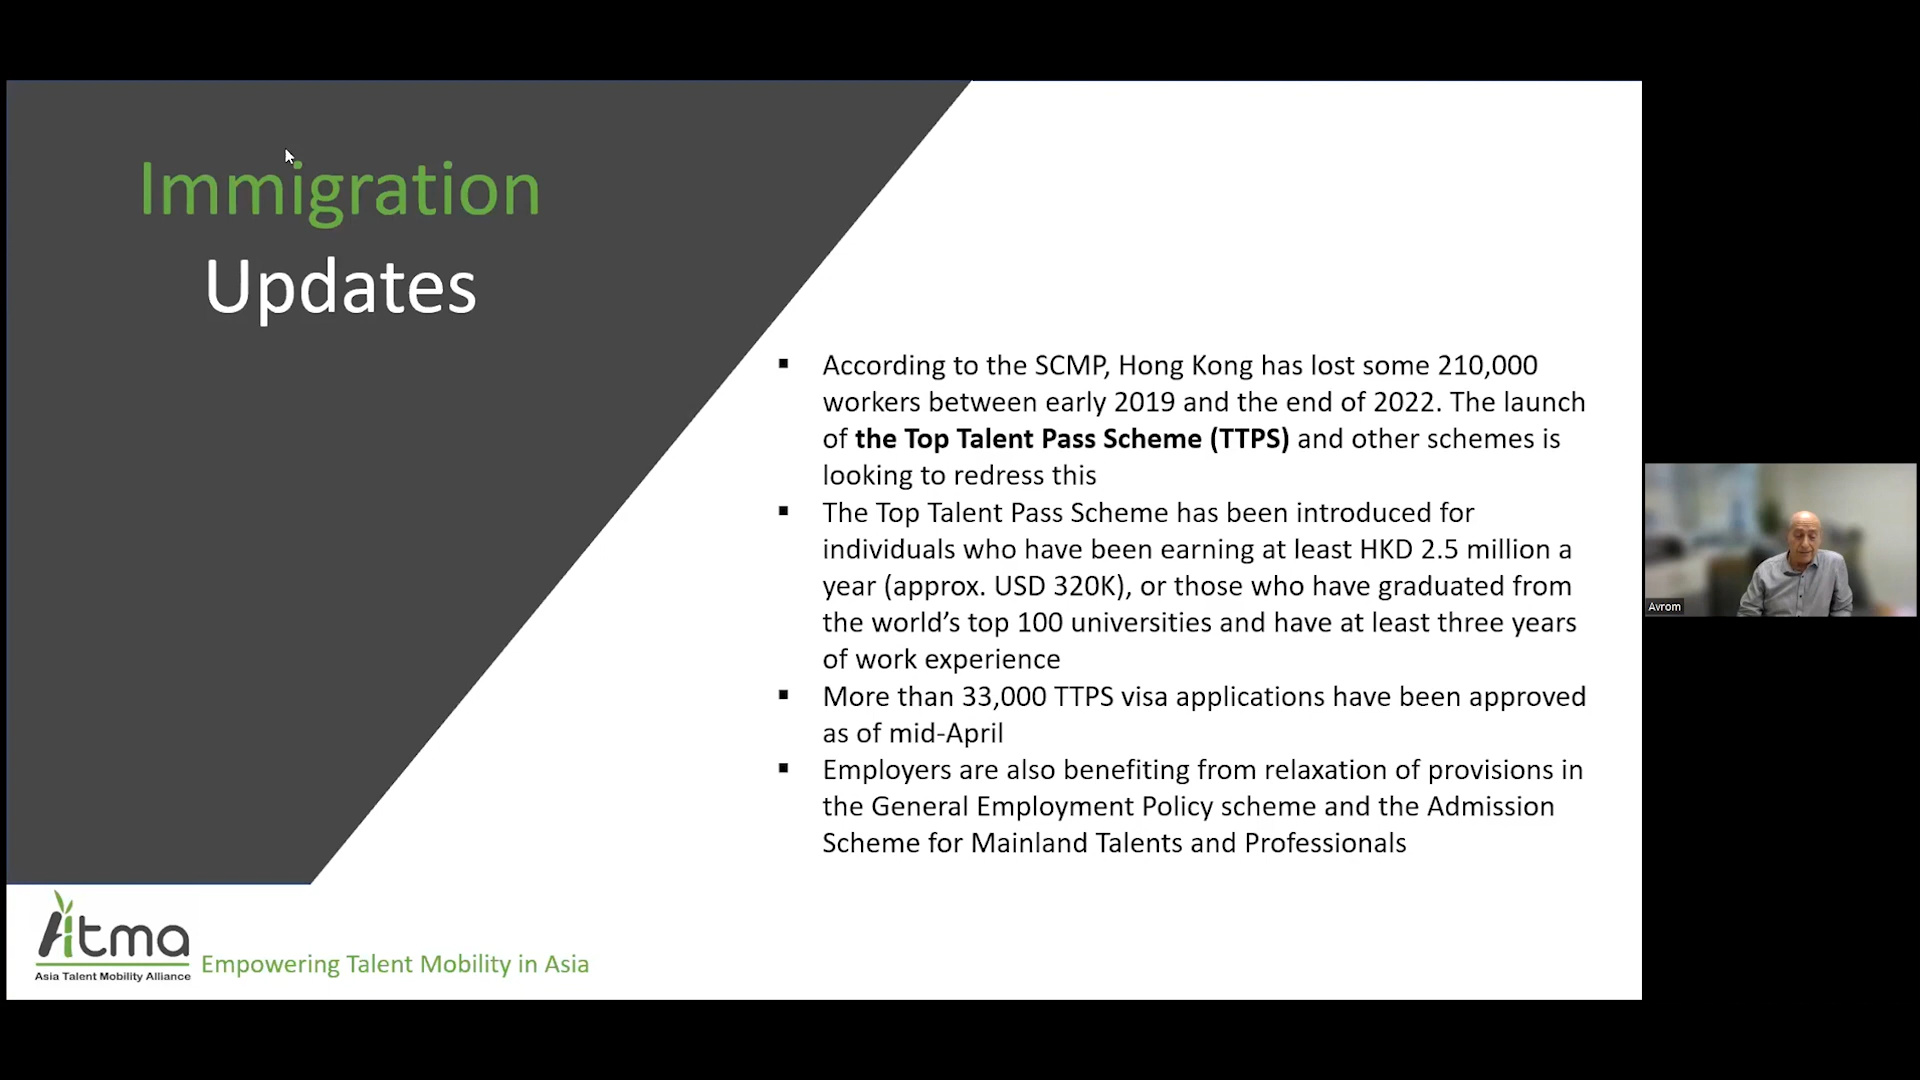 Immigration
Updates
▪ According to the SCMP, Hong Kong has lost some 210,000
workers between early 2019 and the end of 2022. The launch
of the Top Talent Pass Scheme (TTPS) and other schemes is
looking to redress this
▪ The Top Talent Pass Scheme has been introduced for
individuals who have been earning at least HKD 2.5 million a
year (approx. USD 320K), or those who have graduated from
the world’s top 100 universities and have at least three years
of work experience
▪ More than 33,000 TTPS visa applications have been approved
as of mid-April
▪ Employers are also benefiting from relaxation of provisions in
the General Employment Policy scheme and the Admission
Scheme for Mainland Talents and Professionals
Atma
Asia Talent Mobility Alliance
Empowering Talent Mobility in Asia
Avrom